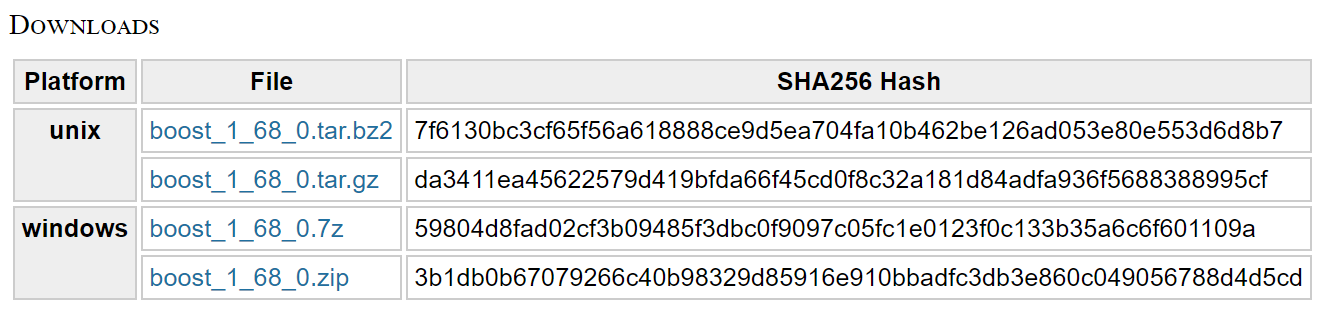 Downloads
Platform File SHA256 Hash
unix boost_1_68_0.tar.bz2 7f6130bc3cf65f56a618888ce9d5ea704fa10b462be126ad053e80e553d6d8b7
boost_1_68_0.tar.gz da3411ea45622579d419bfda66f45cd0f8c32a181d84adfa936f5688388995cf
windows boost_1_68_0.7z 59804d8fad02cf3b09485f3dbc0f9097c05fc1e0123f0c133b35a6c6f601109a
boost_1_68_0.zip 3b1db0b67079266c40b98329d85916e910bbadfc3db3e860c049056788d4d5cd